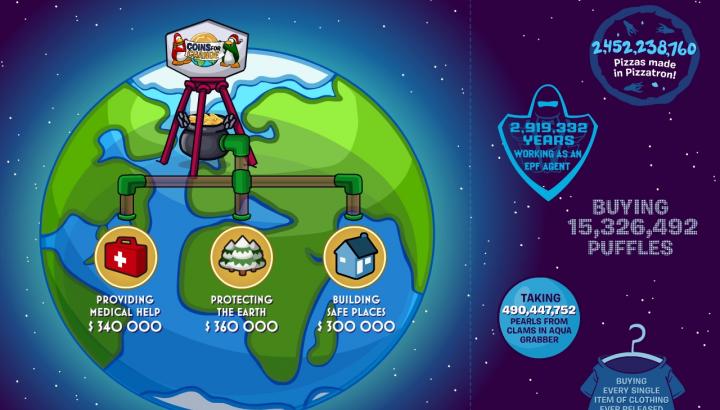 COINS FOR
CHANGE
PROVIDING
MEDICAL HELP
$ 340 000
PROTECTING
THE EARTH
$ 360 000
BUILDING
SAFE PLACES
$ 300 000
2,452,238,760
Pizzas made
in Pizzatron!
2,919,332
YEARS
WORKING AS AN
EPF AGENT
BUYING
15,326,492
PUFFLES
TAKING
490,447,752
PEARLS FROM
CLAMS IN AQUA
GRABBER
BUYING
EVERY SINGLE
ITEM OF CLOTHING
EVER RELEASED